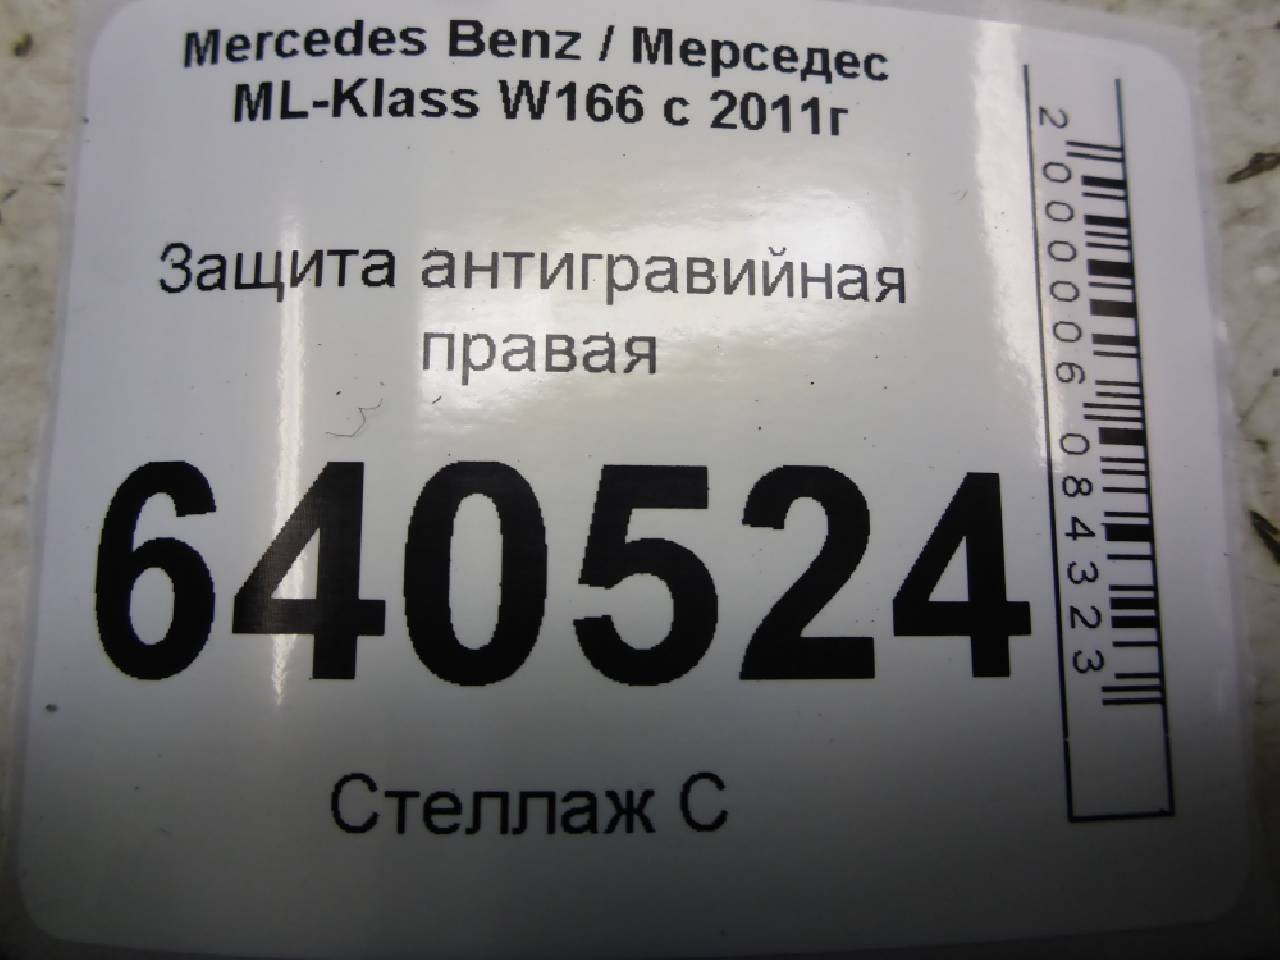 Mercedes Benz / Мерседес
ML-Klass W166 с 2011г
Защита антигравийная
правая
640524
Стеллаж С
2000006084323